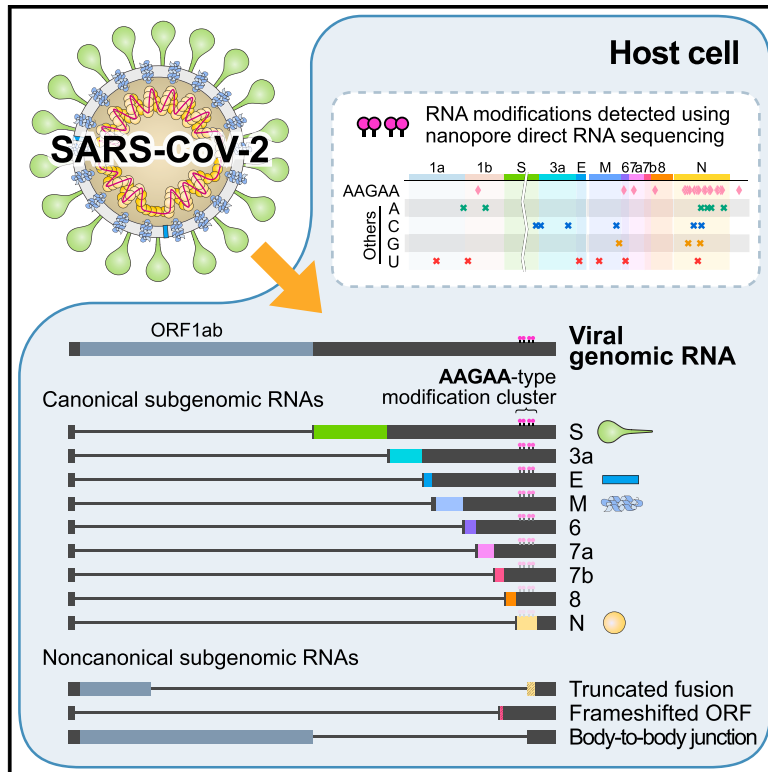 Host cell
SARS-CoV-2
RNA modifications detected using
nanopore direct RNA sequencing
1a 1b S 3a E M 6 7a 7b 8 N
AAGAA
Others
A
C
G
U
ORF1ab
Viral
genomic RNA
AAGAA-type
modification cluster
Canonical subgenomic RNAs
S
3a
E
M
6
7a
7b
8
N
Noncanonical subgenomic RNAs
Truncated fusion
Frameshifted ORF
Body-to-body junction